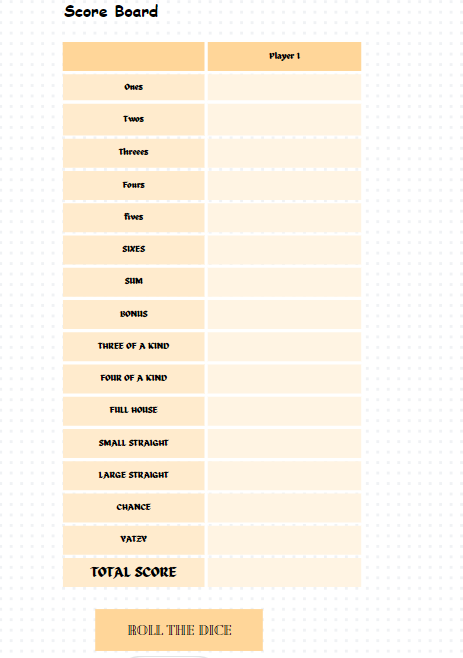 Score Board
Player 1
Ones
Twos
Threees
Fours
fives
SIXES
SUM
BONUS
THREE OF A KIND
FOUR OF A KIND
FULL HOUSE
SMALL STRAIGHT
LARGE STRAIGHT
CHANCE
YATZY
TOTAL SCORE
ROLL THE DICE